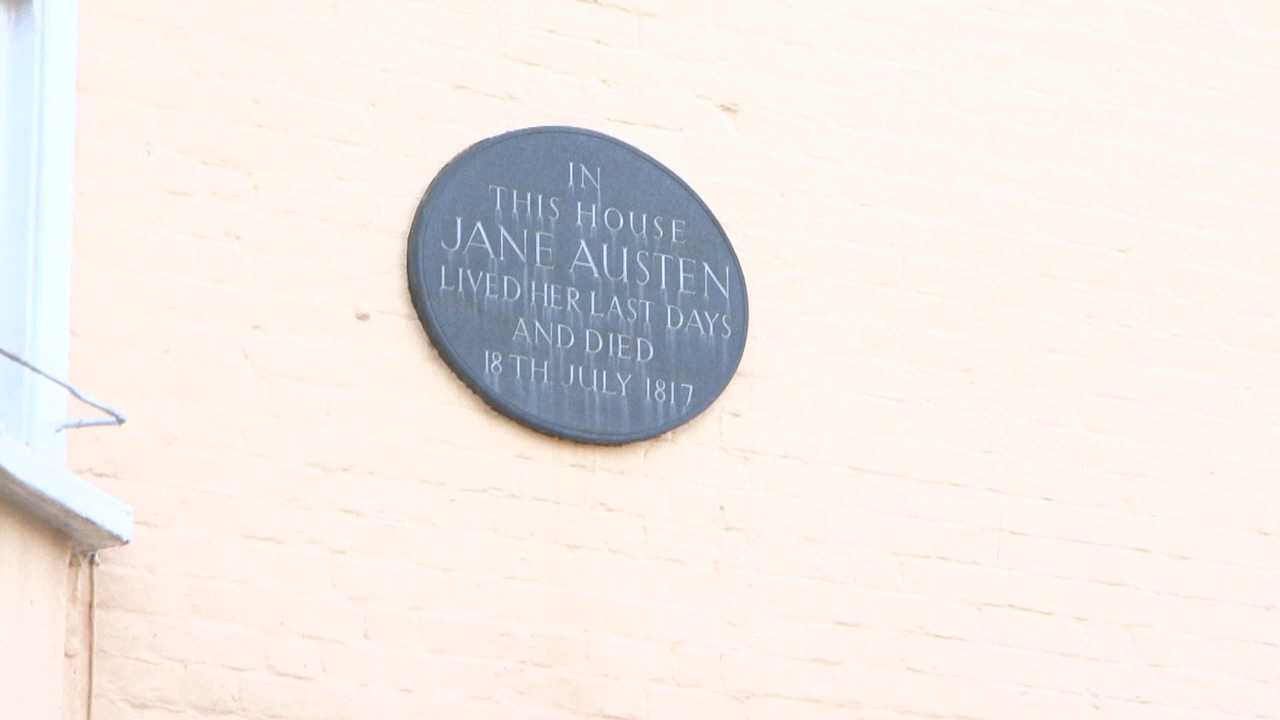 IN
THIS HOUSE
JANE AUSTEN
LIVED HER LAST DAYS
AND DIED
18TH. JULY 1817